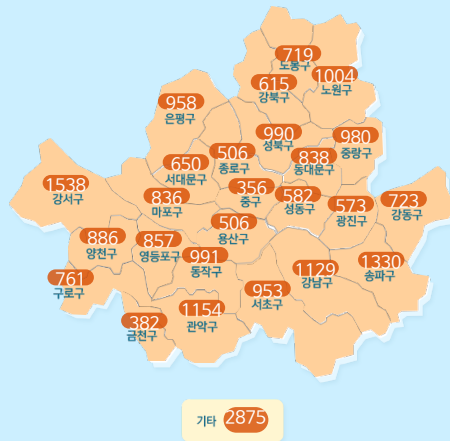 719
도봉구
1004
노원구
615
강북구
958
은평구
990
성북구
980
중랑구
506
종로구
838
동대문구
650
서대문구
1538
강서구
836
마포구
356
중구
582
성동구
573
광진구
723
강동구
506
용산구
886
양천구
857
영등포구
991
동작구
761
구로구
1129
강남구
1330
송파구
953
서초구
382
금천구
1154
관악구
기타 2875